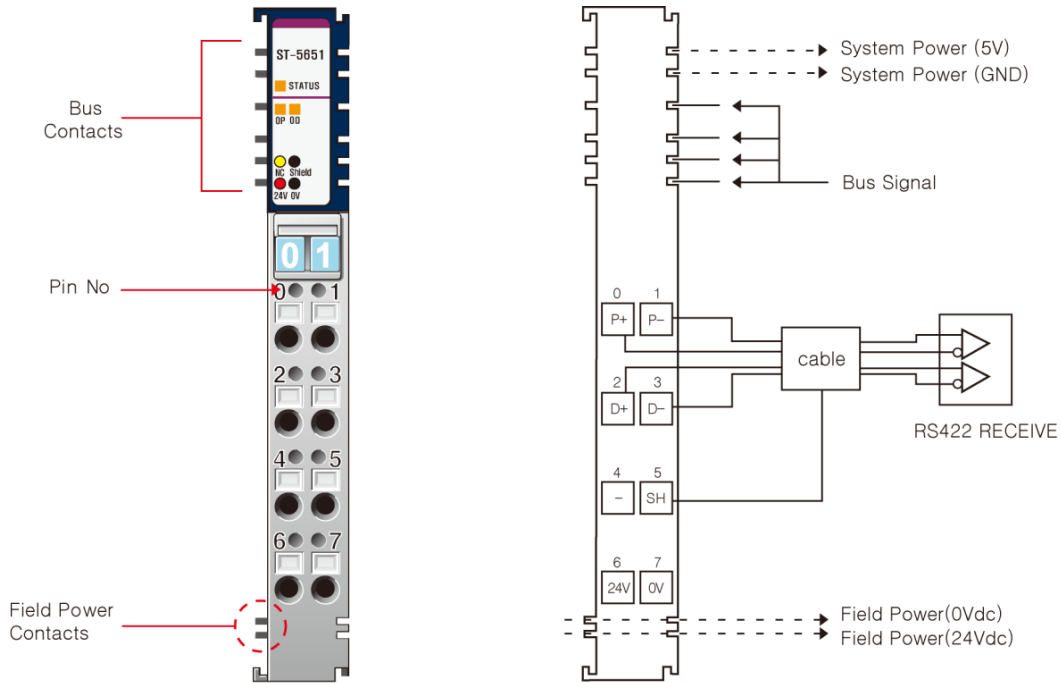 ST-5651
STATUS
OP OD
NC Shield
24V 0V
Bus
Contacts
01
Pin No
0 1
2 3
4 5
6 7
Field Power
Contacts
System Power (5V)
System Power (GND)
Bus Signal
0 1
P+ P-
cable
2 3
D+ D-
RS422 RECEIVE
4 5
- SH
6 7
24V 0V
Field Power(0Vdc)
Field Power(24Vdc)